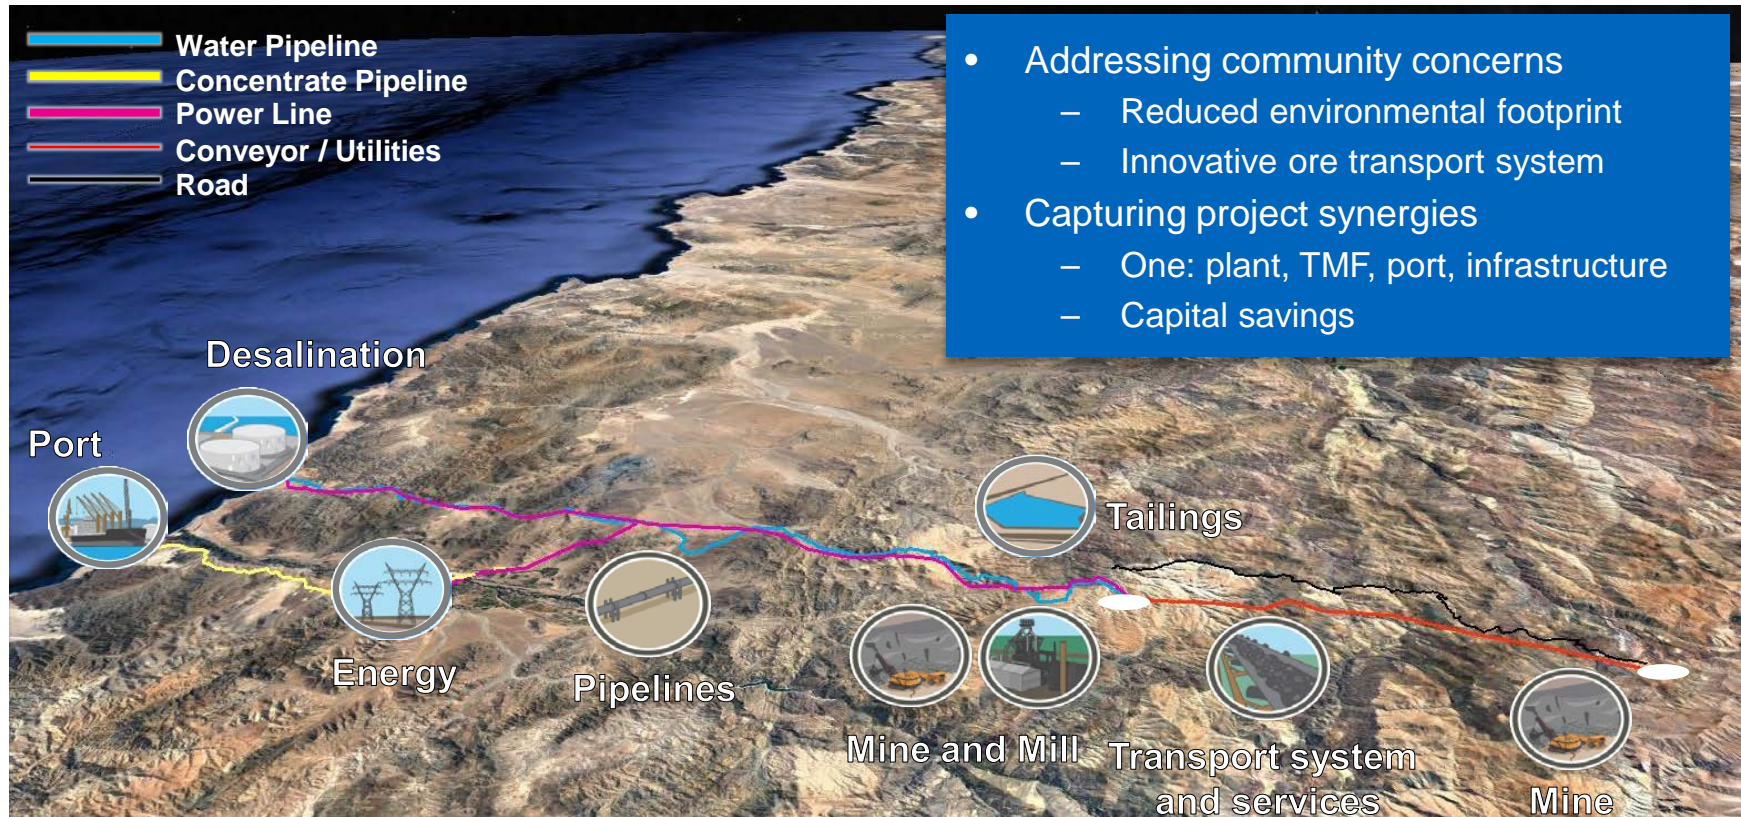 Water Pipeline
Concentrate Pipeline
Power Line
Conveyor / Utilities
Road
• Addressing community concerns
– Reduced environmental footprint
– Innovative ore transport system
• Capturing project synergies
– One: plant, TMF, port, infrastructure
– Capital savings
Desalination
Port
Tailings
Energy
Pipelines
Mine and Mill
Transport system
and services
Mine